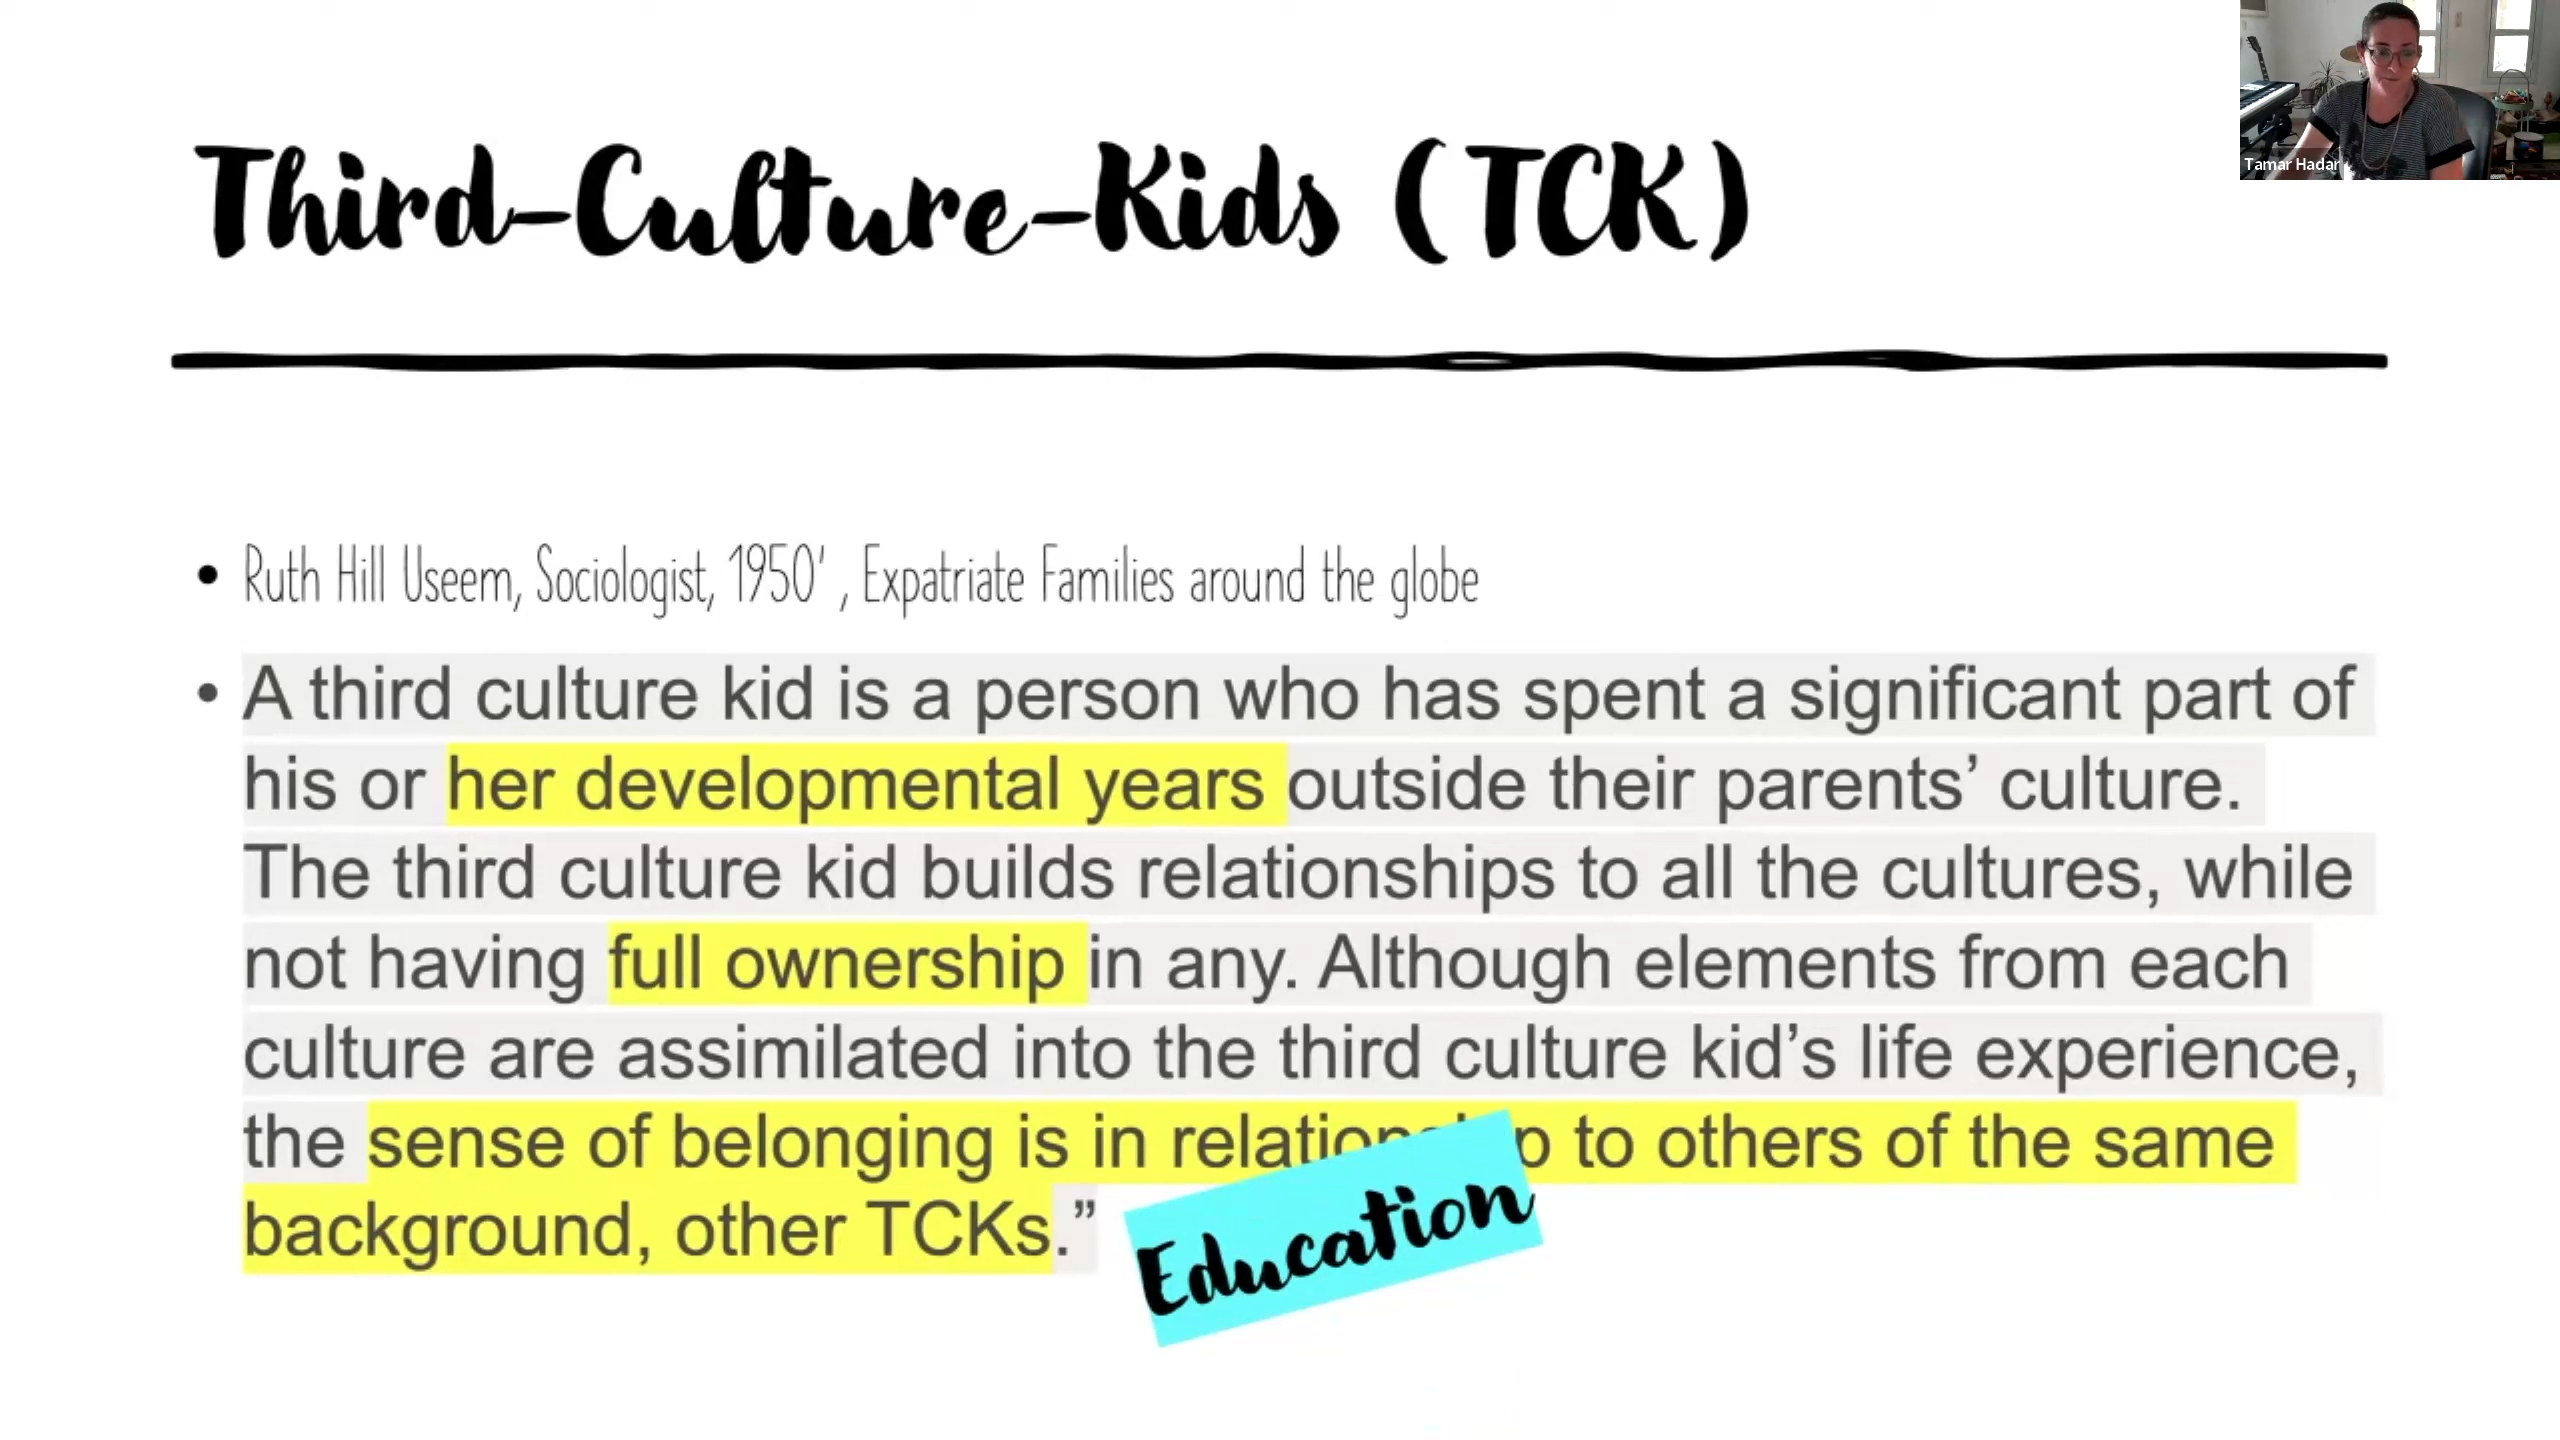 Third-Culture-Kids (TCK)
Tamar Hadar
• Ruth Hill Useem, Sociologist, 1950' , Expatriate Families around the globe
• A third culture kid is a person who has spent a significant part of
his or her developmental years outside their parents’ culture.
The third culture kid builds relationships to all the cultures, while
not having full ownership in any. Although elements from each
culture are assimilated into the third culture kid’s life experience,
the sense of belonging is in relationship to others of the same
background, other TCKs.”
Education